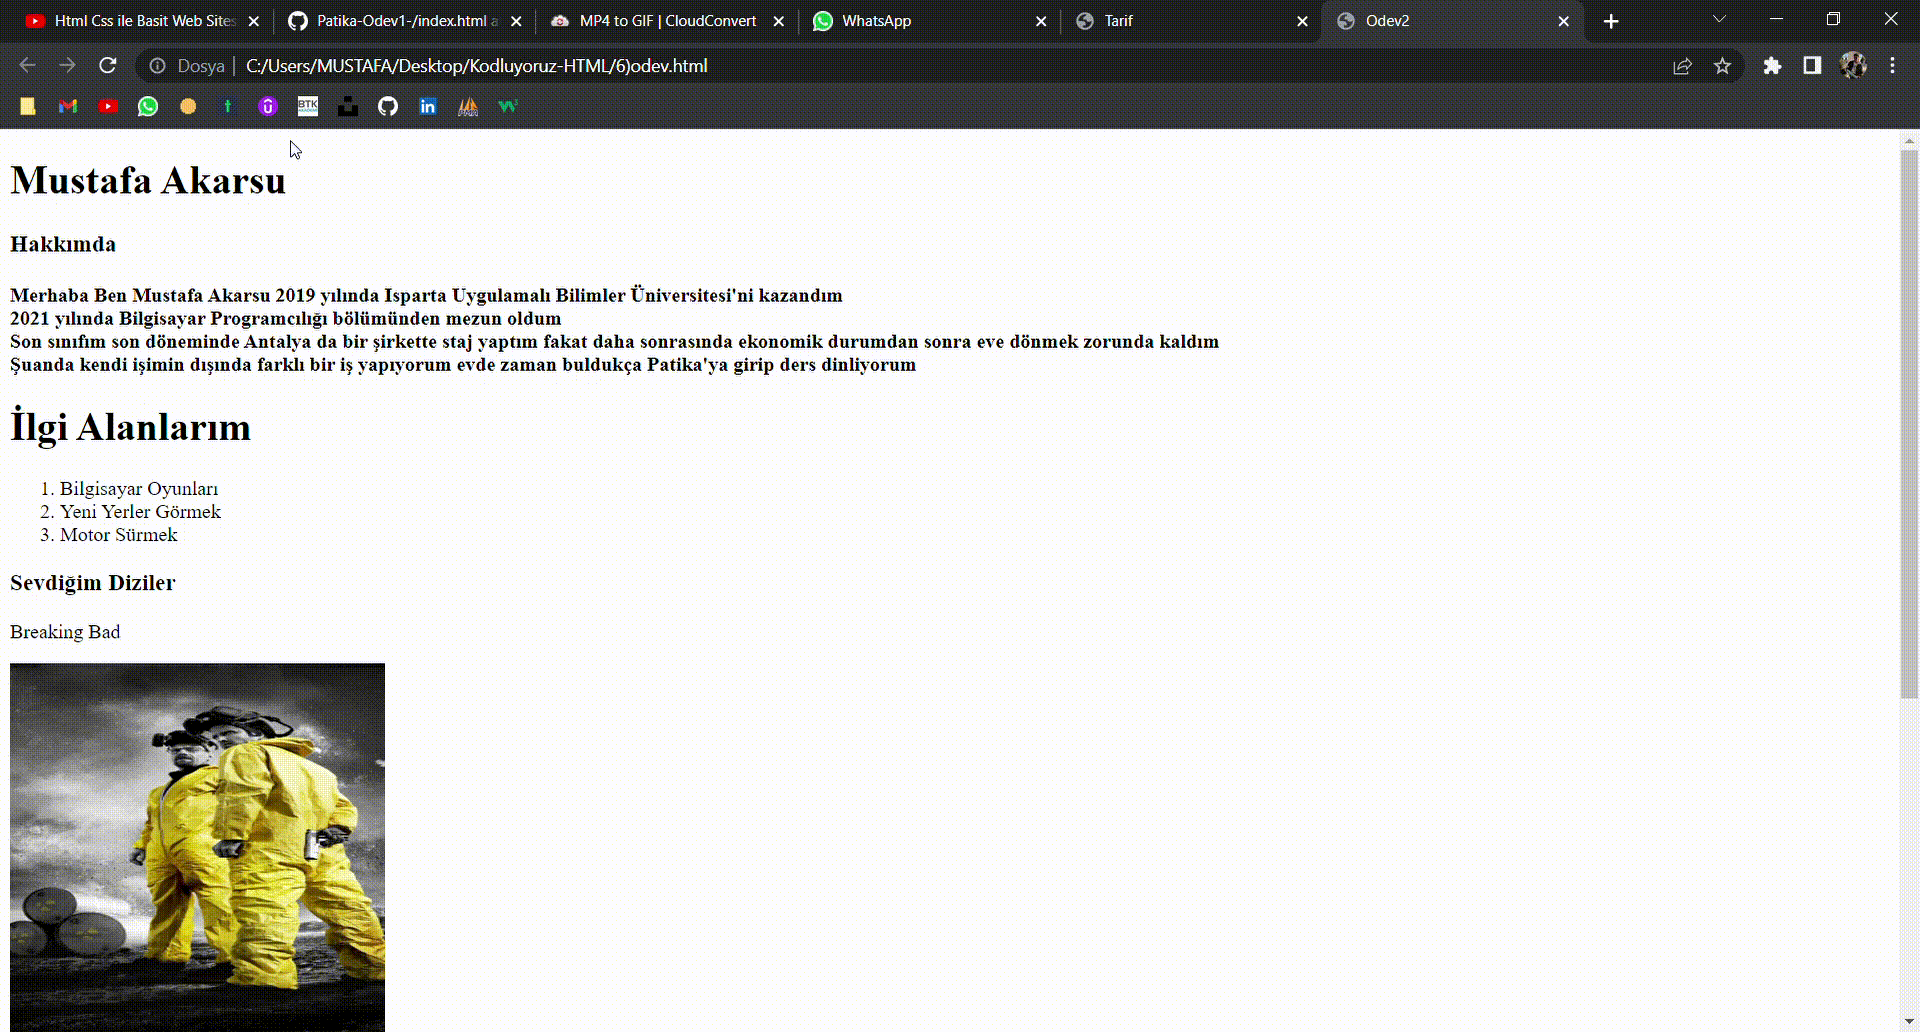 Html Css ile Basit Web Sites
Patika-Odev1-/index.html a
MP4 to GIF | CloudConvert
WhatsApp
Tarif
Odev2
Dosya | C:/Users/MUSTAFA/Desktop/Kodluyoruz-HTML/6)odev.html
BTK
Mustafa Akarsu
Hakkımda
Merhaba Ben Mustafa Akarsu 2019 yılında Isparta Uygulamalı Bilimler Üniversitesi'ni kazandım
2021 yılında Bilgisayar Programcılığı bölümünden mezun oldum
Son sınıfım son döneminde Antalya da bir şirkette staj yaptım fakat daha sonrasında ekonomik durumdan sonra eve dönmek zorunda kaldım
Şuanda kendi işimin dışında farklı bir iş yapıyorum evde zaman buldukça Patika'ya girip ders dinliyorum
İlgi Alanlarım
1. Bilgisayar Oyunları
2. Yeni Yerler Görmek
3. Motor Sürmek
Sevdiğim Diziler
Breaking Bad